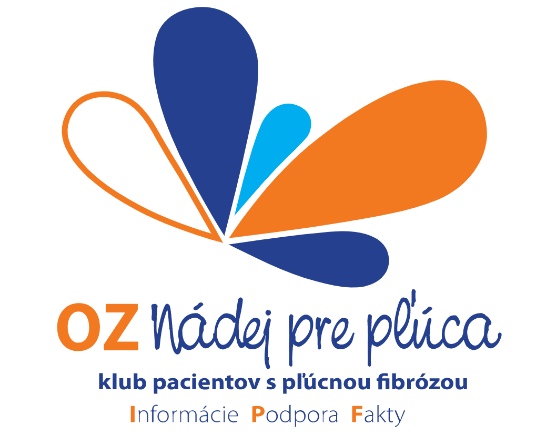 OZ Nádej pre pľúca
klub pacientov s pľúcnou fibrózou
Informácie Podpora Fakty